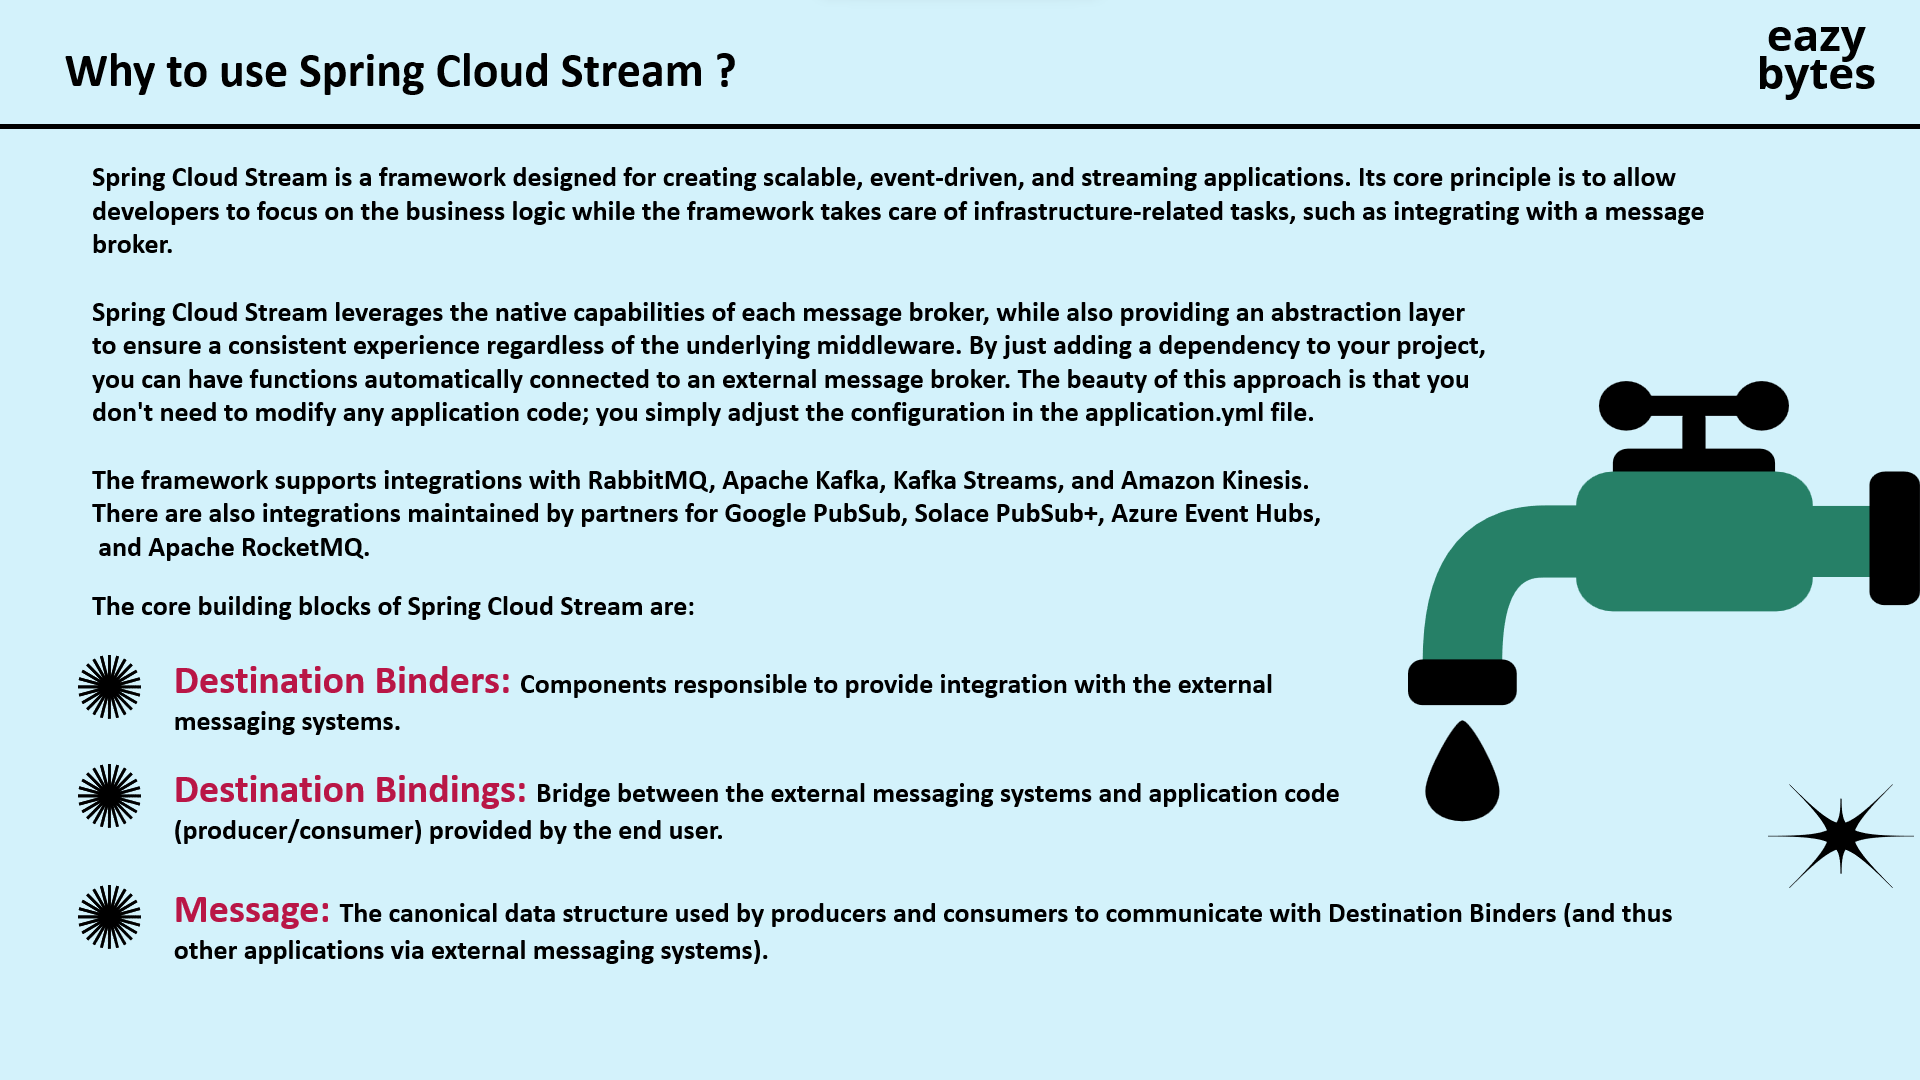 Why to use Spring Cloud Stream ?
eazy
bytes
Spring Cloud Stream is a framework designed for creating scalable, event-driven, and streaming applications. Its core principle is to allow
developers to focus on the business logic while the framework takes care of infrastructure-related tasks, such as integrating with a message
broker.
Spring Cloud Stream leverages the native capabilities of each message broker, while also providing an abstraction layer
to ensure a consistent experience regardless of the underlying middleware. By just adding a dependency to your project,
you can have functions automatically connected to an external message broker. The beauty of this approach is that you
don't need to modify any application code; you simply adjust the configuration in the application.yml file.
The framework supports integrations with RabbitMQ, Apache Kafka, Kafka Streams, and Amazon Kinesis.
There are also integrations maintained by partners for Google PubSub, Solace PubSub+, Azure Event Hubs,
and Apache RocketMQ.
The core building blocks of Spring Cloud Stream are:
Destination Binders: Components responsible to provide integration with the external
messaging systems.
Destination Bindings: Bridge between the external messaging systems and application code
(producer/consumer) provided by the end user.
Message: The canonical data structure used by producers and consumers to communicate with Destination Binders (and thus
other applications via external messaging systems).